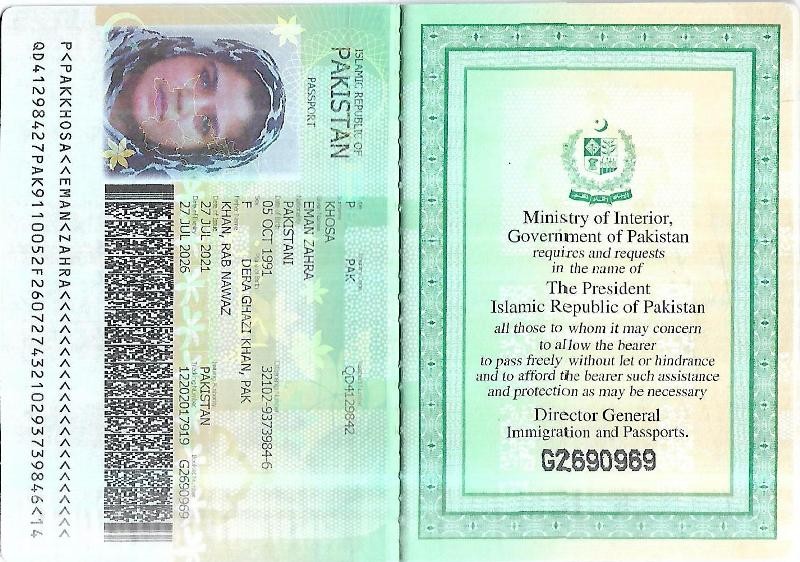 ISLAMIC REPUBLIC OF
PAKISTAN
PASSPORT
P PAK QD4129842
KHOSA
EMAN ZAHRA
PAKISTANI
05 OCT 1991 32102-9373984-6
F DERA GHAZI KHAN, PAK
KHAN, RAB NAWAZ
27 JUL 2021 PAKISTAN
27 JUL 2026 12202017919 G2690969
P<PAKKHOSA<<EMAN<ZAHRA<<<<<<<<<<<<<<<<<<<<<<
QD41298427PAK9110052F26072743210293739846<14
Ministry of Interior,
Government of Pakistan
requires and requests
in the name of
The President
Islamic Republic of Pakistan
all those to whom it may concern
to allow the bearer
to pass freely without let or hindrance
and to afford the bearer such assistance
and protection as may be necessary
Director General
Immigration and Passports.
G2690969